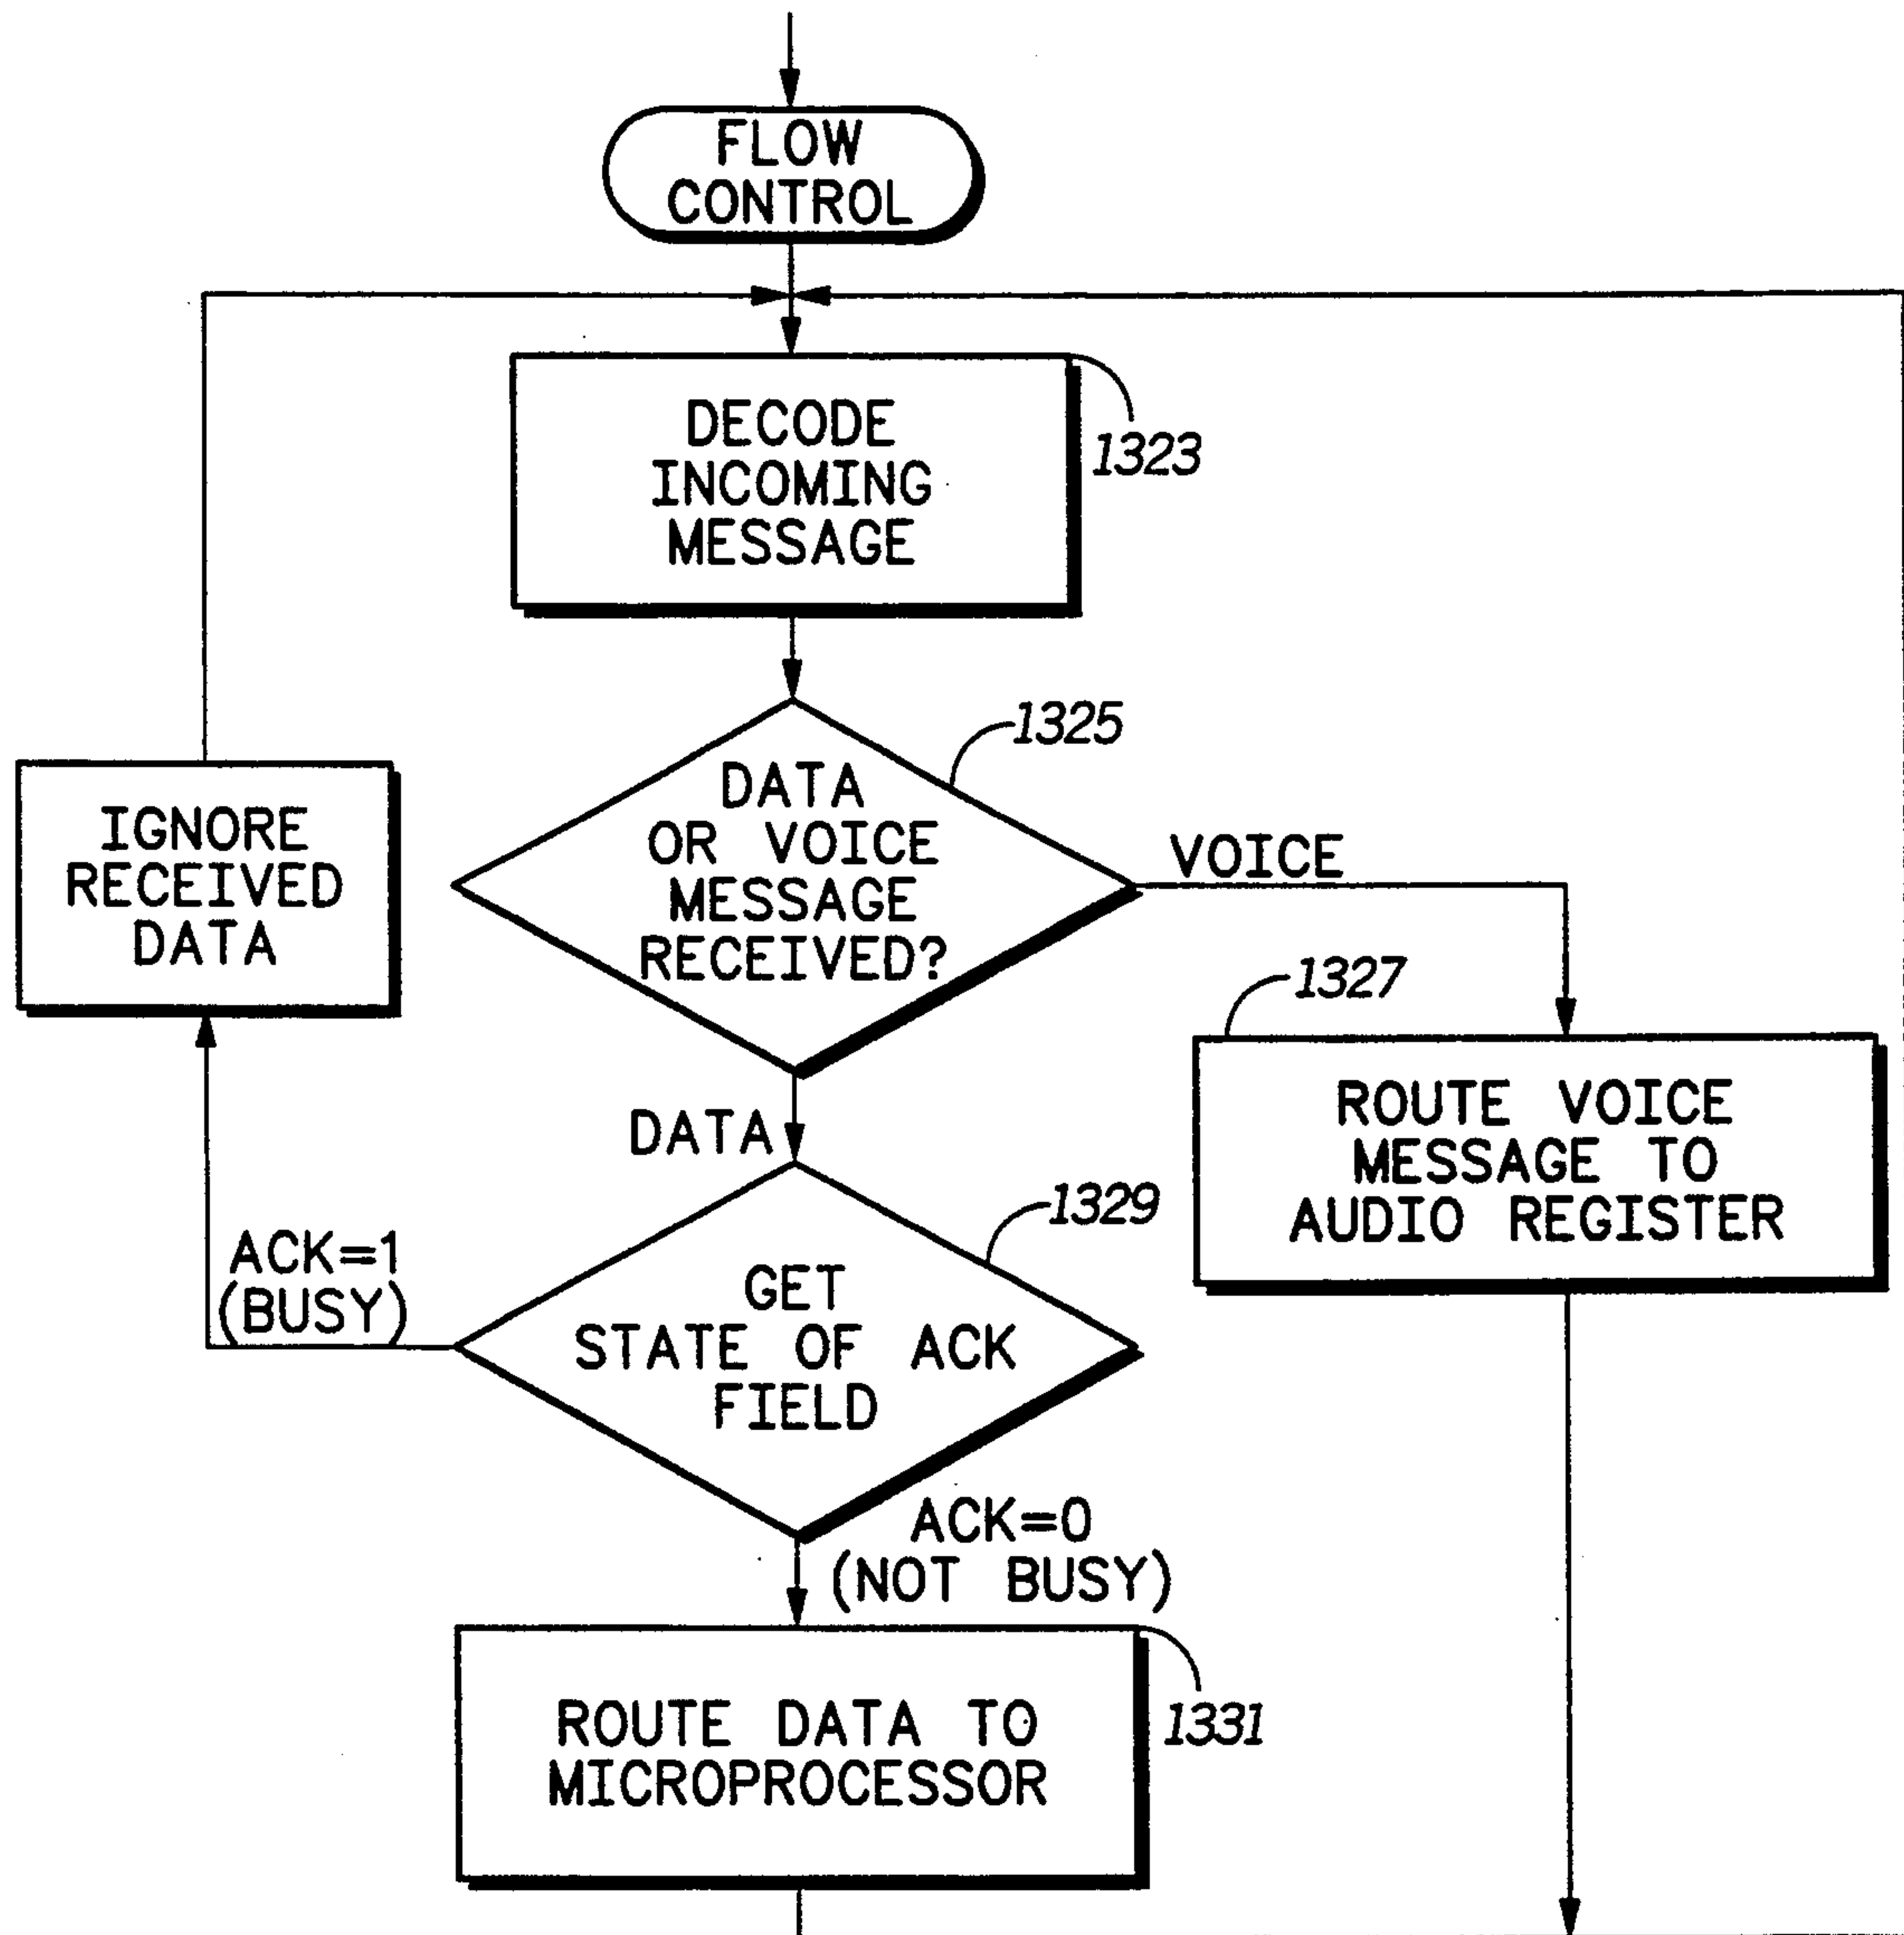 FLOW
CONTROL
DECODE
INCOMING
MESSAGE
1323
1325
DATA
OR VOICE
MESSAGE
RECEIVED?
VOICE
IGNORE
RECEIVED
DATA
1327
ROUTE VOICE
MESSAGE TO
AUDIO REGISTER
DATA
1329
ACK=1
(BUSY)
GET
STATE OF ACK
FIELD
ACK=0
(NOT BUSY)
ROUTE DATA TO
MICROPROCESSOR
1331